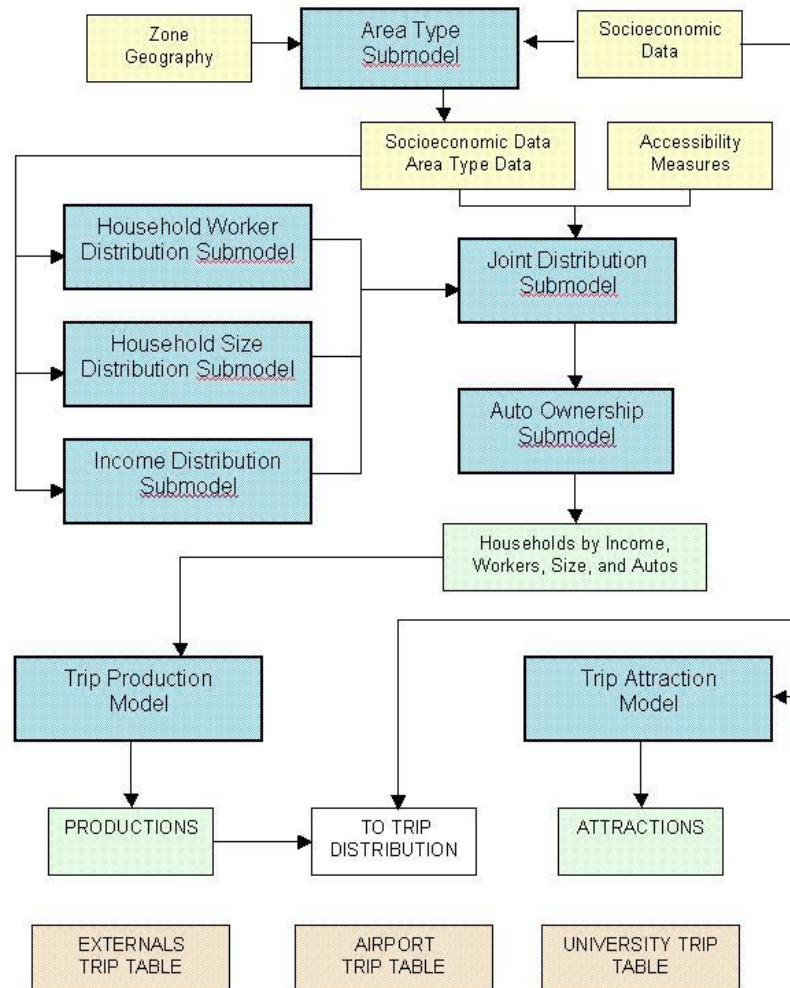 Zone
Geography
Area Type
Submodel
Socioeconomic
Data
Socioeconomic Data
Area Type Data
Accessibility
Measures
Household Worker
Distribution Submodel
Joint Distribution
Submodel
Household Size
Distribution Submodel
Auto Ownership
Submodel
Income Distribution
Submodel
Households by Income,
Workers, Size, and Autos
Trip Production
Model
Trip Attraction
Model
PRODUCTIONS
TO TRIP
DISTRIBUTION
ATTRACTIONS
EXTERNALS
TRIP TABLE
AIRPORT
TRIP TABLE
UNIVERSITY TRIP
TABLE